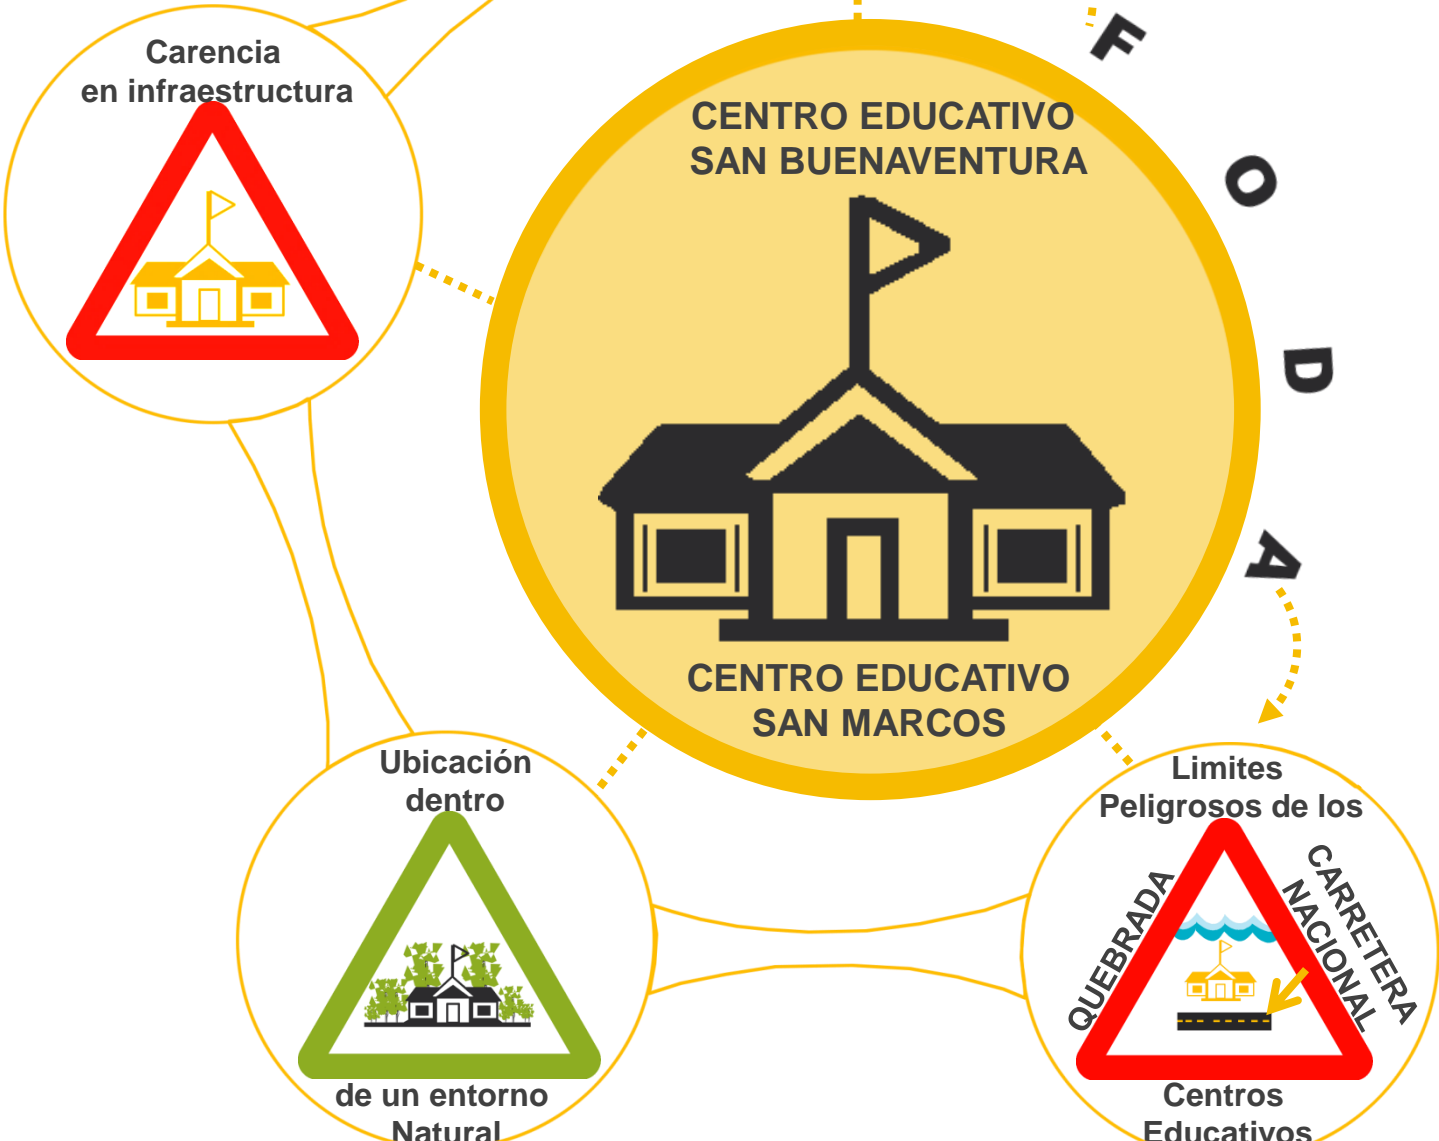 Carencia
en infraestructura
CENTRO EDUCATIVO
SAN BUENAVENTURA
F O D A
CENTRO EDUCATIVO
SAN MARCOS
Ubicación
dentro
de un entorno
Natural
Limites
Peligrosos de los
QUEBRADA
CARRETERA
NACIONAL
Centros
Educativos